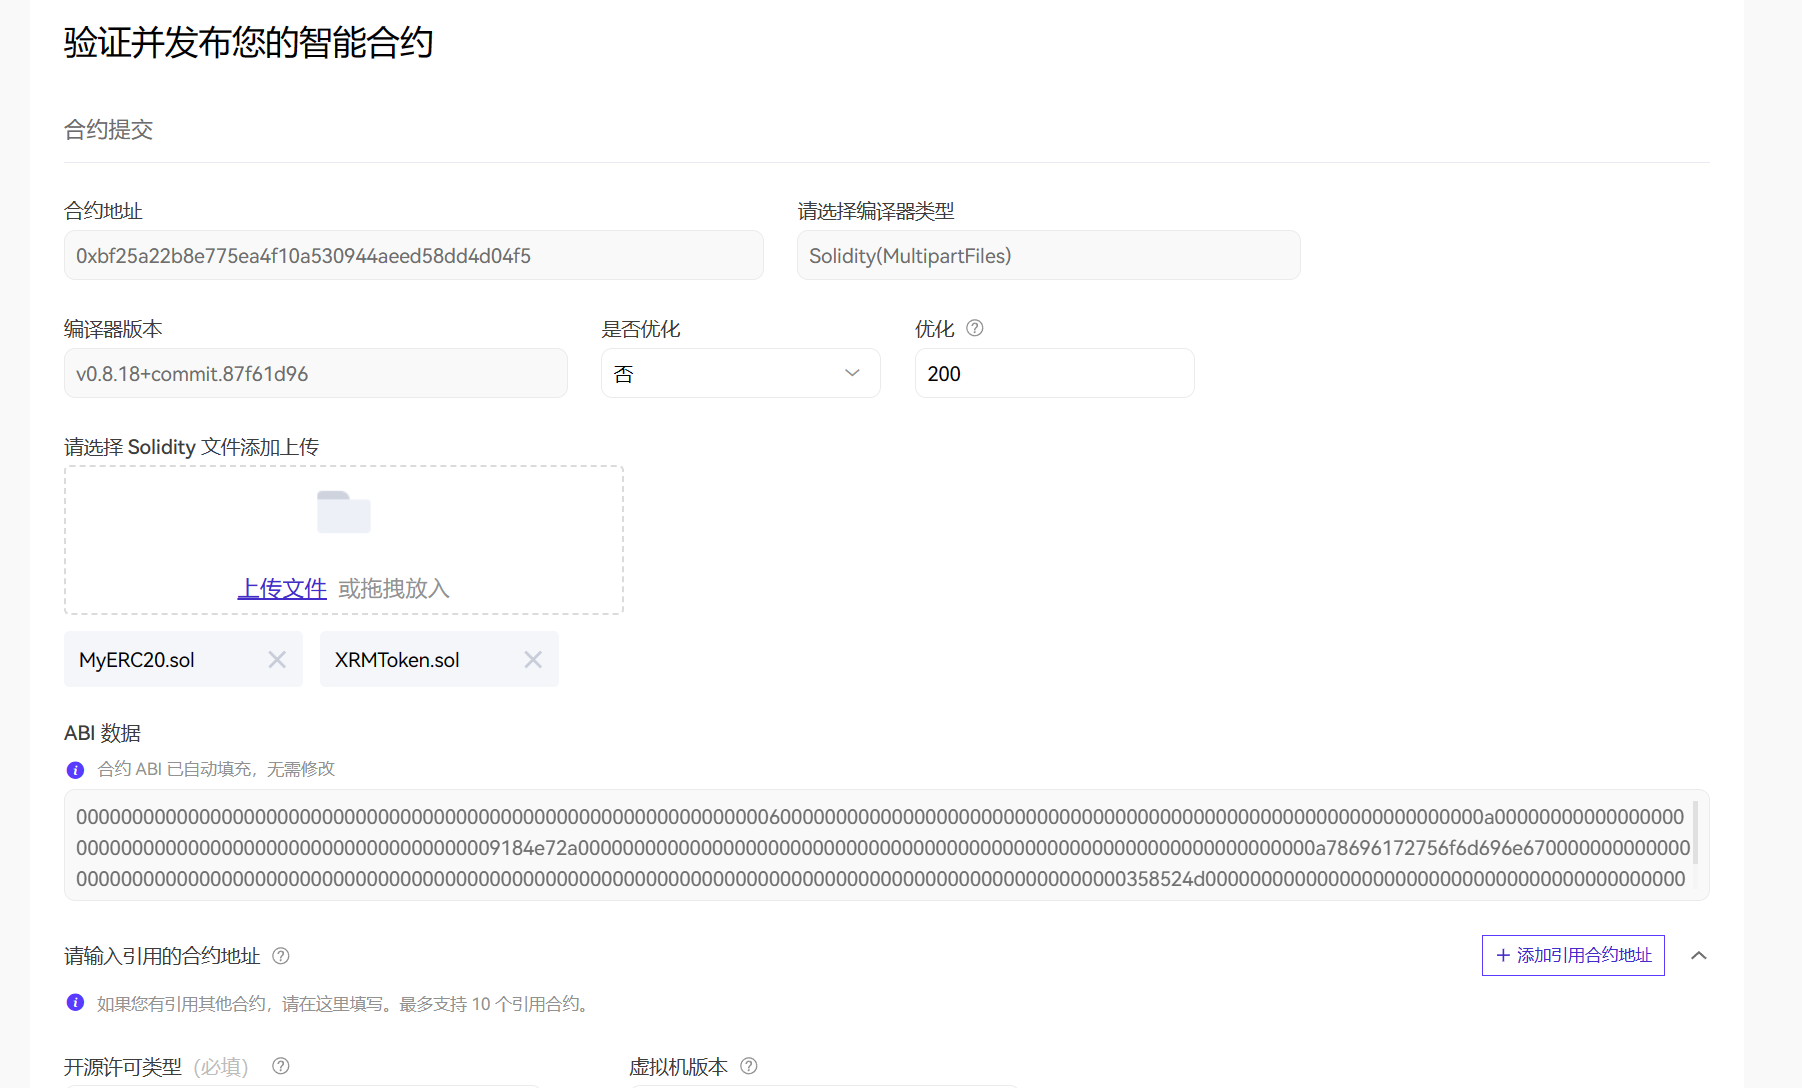 验证并发布您的智能合约
合约提交
合约地址
请选择编译器类型
0xbf25a22b8e775ea4f10a530944aeed58dd4d04f5
Solidity(MultipartFiles)
编译器版本
是否优化
优化
v0.8.18+commit.87f61d96
否
200
请选择 Solidity 文件添加上传
上传文件 或拖拽放入
MyERC20.sol
XRMToken.sol
ABI 数据
合约 ABI 已自动填充，无需修改
0000000000000000000000000000000000000000000000000000000000000060000000000000000000000000000000000000000000000000000000000000000a0000000000000000
0000000000000000000000000000000000009184e72a000000000000000000000000000000000000000000000000000000000000000000a78696172756f6d696e670000000000000
0000000000000000000000000000000000000000000000000000000000000000000000000000000000000000000000358524d0000000000000000000000000000000000000000000
请输入引用的合约地址
添加引用合约地址
如果您有引用其他合约，请在这里填写。最多支持 10 个引用合约。
开源许可类型 (必填)
虚拟机版本